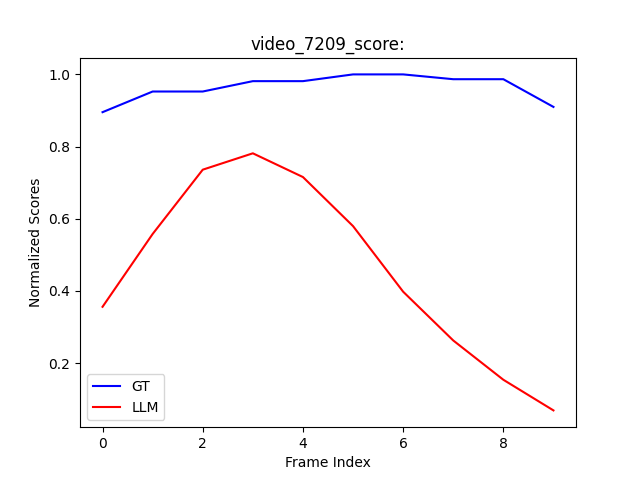 video_7209_score:
Normalized Scores
1.0
0.8
0.6
0.4
0.2
GT
LLM
0 2 4 6 8
Frame Index